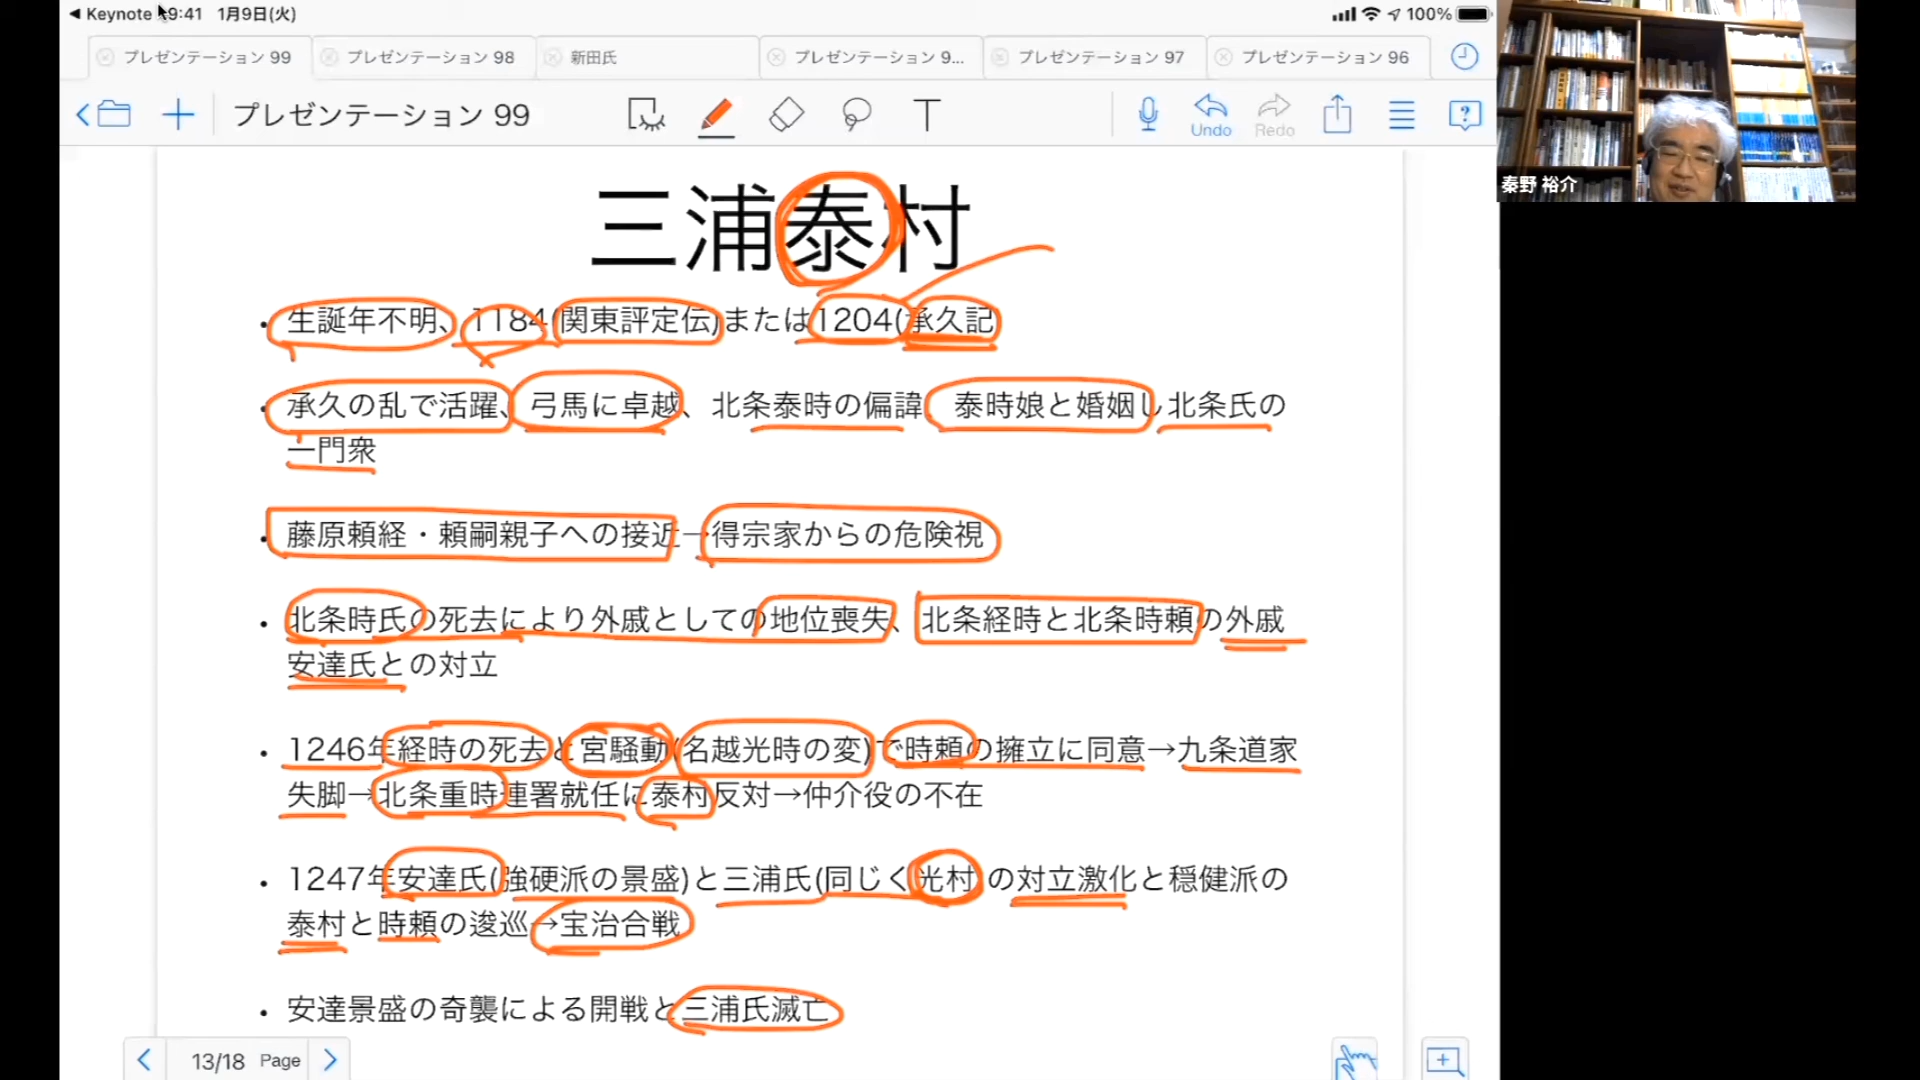 Keynote 19:41 1月9日(火) 100%
プレゼンテーション 99 プレゼンテーション 98 新田氏 プレゼンテーション 9... プレゼンテーション 97 プレゼンテーション 96
プレゼンテーション 99 T Undo Redo
秦野 裕介
三浦泰村
・生誕年不明、1184(関東評定伝)または1204(承久記
・承久の乱で活躍、弓馬に卓越、北条泰時の偏諱、泰時娘と婚姻し北条氏の
一門衆
・藤原頼経・頼嗣親子への接近→得宗家からの危険視
・北条時氏の死去により外戚としての地位喪失、北条経時と北条時頼の外戚
安達氏との対立
・1246年経時の死去と宮騒動(名越光時の変)で時頼の擁立に同意→九条道家
失脚→北条重時連署就任に泰村反対→仲介役の不在
・1247年安達氏(強硬派の景盛)と三浦氏(同じく光村)の対立激化と穏健派の
泰村と時頼の逡巡→宝治合戦
・安達景盛の奇襲による開戦と三浦氏滅亡
13/18 Page